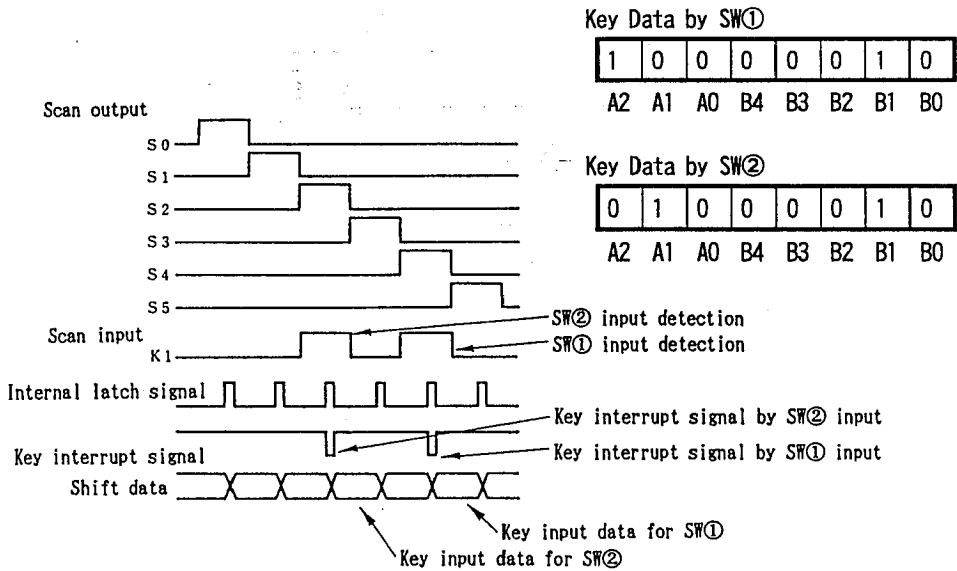 Key Data by SW①
1 0 0 0 0 0 1 0
A2 A1 A0 B4 B3 B2 B1 B0
Key Data by SW②
0 1 0 0 0 0 1 0
A2 A1 A0 B4 B3 B2 B1 B0
Scan output
S0
S1
S2
S3
S4
S5
Scan input
K1
SW② input detection
SW① input detection
Internal latch signal
Key interrupt signal by SW② input
Key interrupt signal
Key interrupt signal by SW① input
Shift data
Key input data for SW①
Key input data for SW②